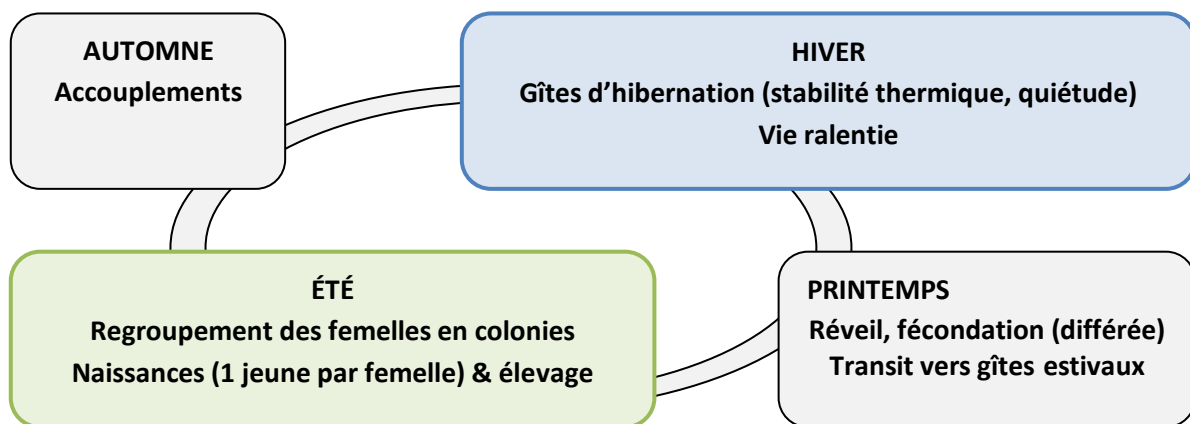 AUTOMNE
Accouplements
HIVER
Gîtes d’hibernation (stabilité thermique, quiétude)
Vie ralentie
ÉTÉ
Regroupement des femelles en colonies
Naissances (1 jeune par femelle) & élevage
PRINTEMPS
Réveil, fécondation (différée)
Transit vers gîtes estivaux